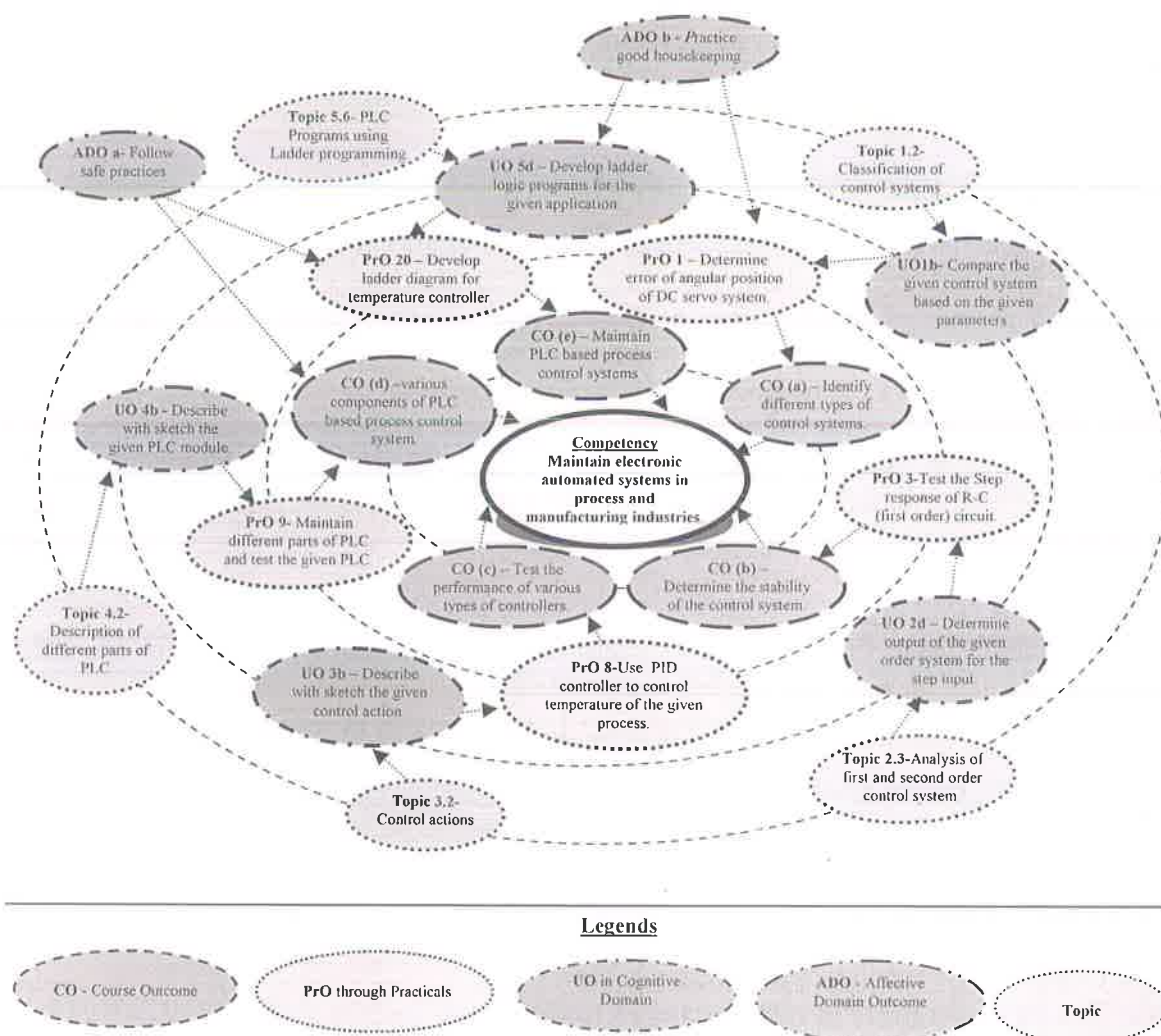 ADO b - Practice
good housekeeping
Topic 5.6- PLC
Programs using
Ladder programming
ADO a- Follow
safe practices
UO 5d – Develop ladder
logic programs for the
given application
Topic 1.2-
Classification of
control systems
PrO 20 – Develop
ladder diagram for
temperature controller
PrO 1 – Determine
error of angular position
of DC servo system.
UO1b- Compare the
given control system
based on the given
parameters
CO (e) – Maintain
PLC based process
control systems
CO (d) –various
components of PLC
based process control
system.
CO (a) – Identify
different types of
control systems.
UO 4b - Describe
with sketch the
given PLC module.
Competency
Maintain electronic
automated systems in
process and
manufacturing industries
PrO 3-Test the Step
response of R-C
(first order) circuit.
PrO 9- Maintain
different parts of PLC
and test the given PLC
CO (c) – Test the
performance of various
types of controllers.
CO (b) –
Determine the stability
of the control system.
Topic 4.2-
Description of
different parts of
PLC
UO 2d – Determine
output of the given
order system for the
step input
UO 3b – Describe
with sketch the given
control action
PrO 8-Use PID
controller to control
temperature of the given
process.
Topic 2.3-Analysis of
first and second order
control system
Topic 3.2-
Control actions
Legends
CO - Course Outcome
PrO through Practicals
UO in Cognitive
Domain
ADO - Affective
Domain Outcome
Topic